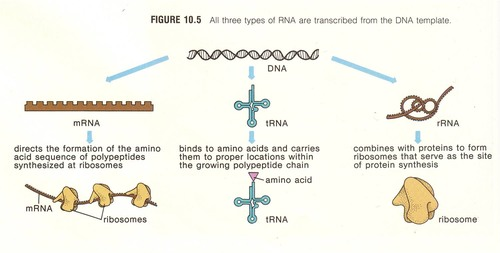 FIGURE 10.5 All three types of RNA are transcribed from the DNA template.
DNA
mRNA
tRNA
rRNA
directs the formation of the amino
acid sequence of polypeptides
synthesized at ribosomes
binds to amino acids and carries
them to proper locations within
the growing polypeptide chain
combines with proteins to form
ribosomes that serve as the site
of protein synthesis
amino acid
mRNA
ribosomes
tRNA
ribosome